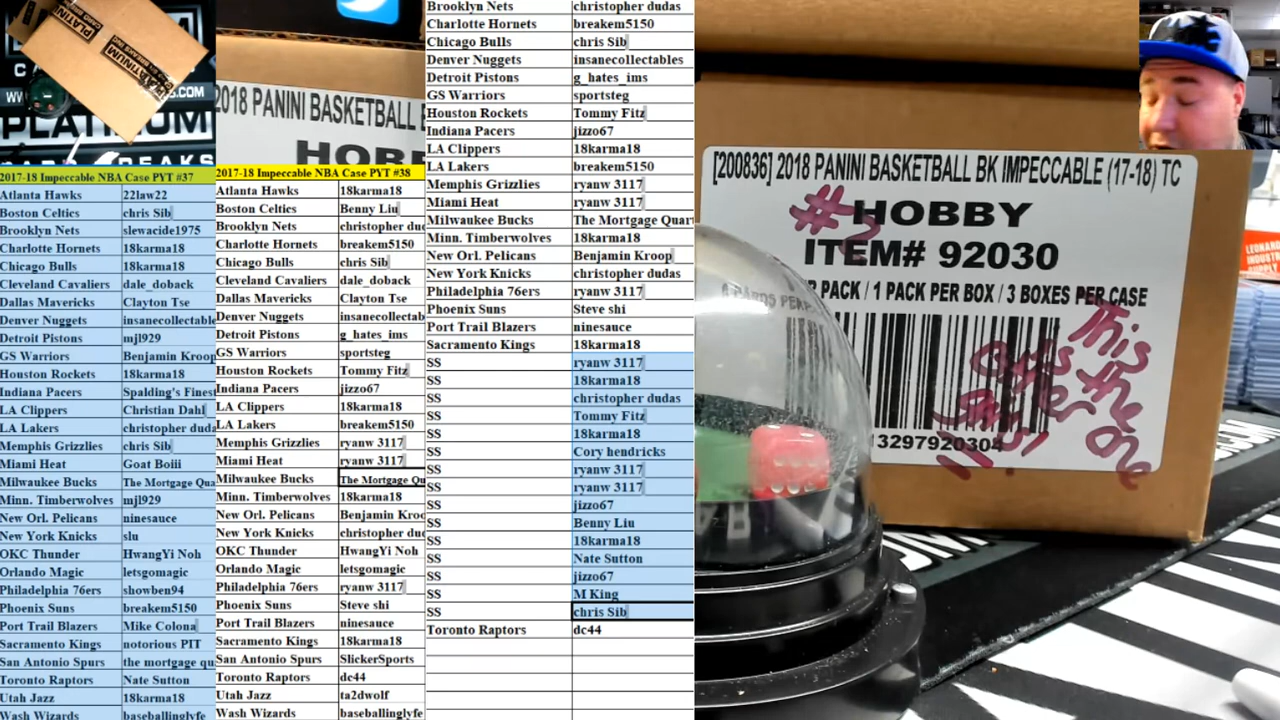 PLATINU
PLATINUM
WWW
PLATINUM
CARD BREAKS
2017-18 Impeccable NBA Case PYT #37
Atlanta Hawks 22law22
Boston Celtics chris Sib
Brooklyn Nets slewacide1975
Charlotte Hornets 18karma18
Chicago Bulls 18karma18
Cleveland Cavaliers dale_doback
Dallas Mavericks Clayton Tse
Denver Nuggets insanecollectable
Detroit Pistons mjl929
GS Warriors Benjamin Kroop
Houston Rockets 18karma18
Indiana Pacers Spalding's Finest
LA Clippers Christian Dahl
LA Lakers christopher duda
Memphis Grizzlies chris Sib
Miami Heat Goat Boiii
Milwaukee Bucks The Mortgage Qua
Minn. Timberwolves mjl929
New Orl. Pelicans ninesauce
New York Knicks slu
OKC Thunder HwangYi Noh
Orlando Magic letsgomagic
Philadelphia 76ers showben94
Phoenix Suns breakem5150
Port Trail Blazers Mike Colona
Sacramento Kings notorious PIT
San Antonio Spurs the mortgage qu
Toronto Raptors Nate Sutton
Utah Jazz 18karma18
Wash Wizards baseballinglyfe
2018 PANINI BASKETBALL
HOBB
2017-18 Impeccable NBA Case PYT #38
Atlanta Hawks 18karma18
Boston Celtics Benny Liu
Brooklyn Nets christopher dud
Charlotte Hornets breakem5150
Chicago Bulls chris Sib
Cleveland Cavaliers dale_doback
Dallas Mavericks Clayton Tse
Denver Nuggets insanecollectables
Detroit Pistons g_hates_ims
GS Warriors sportsteg
Houston Rockets Tommy Fitz
Indiana Pacers jizzo67
LA Clippers 18karma18
LA Lakers breakem5150
Memphis Grizzlies ryanw 3117
Miami Heat ryanw 3117
Milwaukee Bucks The Mortgage Qu
Minn. Timberwolves 18karma18
New Orl. Pelicans Benjamin Kroo
New York Knicks christopher dud
OKC Thunder HwangYi Noh
Orlando Magic letsgomagic
Philadelphia 76ers ryanw 3117
Phoenix Suns Steve shi
Port Trail Blazers ninesauce
Sacramento Kings 18karma18
San Antonio Spurs SlickerSports
Toronto Raptors dc44
Utah Jazz ta2dwolf
Wash Wizards baseballinglyfe
Brooklyn Nets christopher dudas
Charlotte Hornets breakem5150
Chicago Bulls chris Sib
Denver Nuggets insanecollectables
Detroit Pistons g_hates_ims
GS Warriors sportsteg
Houston Rockets Tommy Fitz
Indiana Pacers jizzo67
LA Clippers 18karma18
LA Lakers breakem5150
Memphis Grizzlies ryanw 3117
Miami Heat ryanw 3117
Milwaukee Bucks The Mortgage Quar
Minn. Timberwolves 18karma18
New Orl. Pelicans Benjamin Kroop
New York Knicks christopher dudas
Philadelphia 76ers ryanw 3117
Phoenix Suns Steve shi
Port Trail Blazers ninesauce
Sacramento Kings 18karma18
SS ryanw 3117
SS 18karma18
SS christopher dudas
SS Tommy Fitz
SS 18karma18
SS Cory hendricks
SS ryanw 3117
SS ryanw 3117
SS jizzo67
SS Benny Liu
SS 18karma18
SS Nate Sutton
SS jizzo67
SS M King
SS chris Sib
Toronto Raptors dc44
[200836] 2018 PANINI BASKETBALL BK IMPECCABLE (17-18) TC
#2
HOBBY
ITEM# 92030
PACK / 1 PACK PER BOX / 3 BOXES PER CASE
13297920304
This
the
one
LEONARD
INDUST
SUPPLY